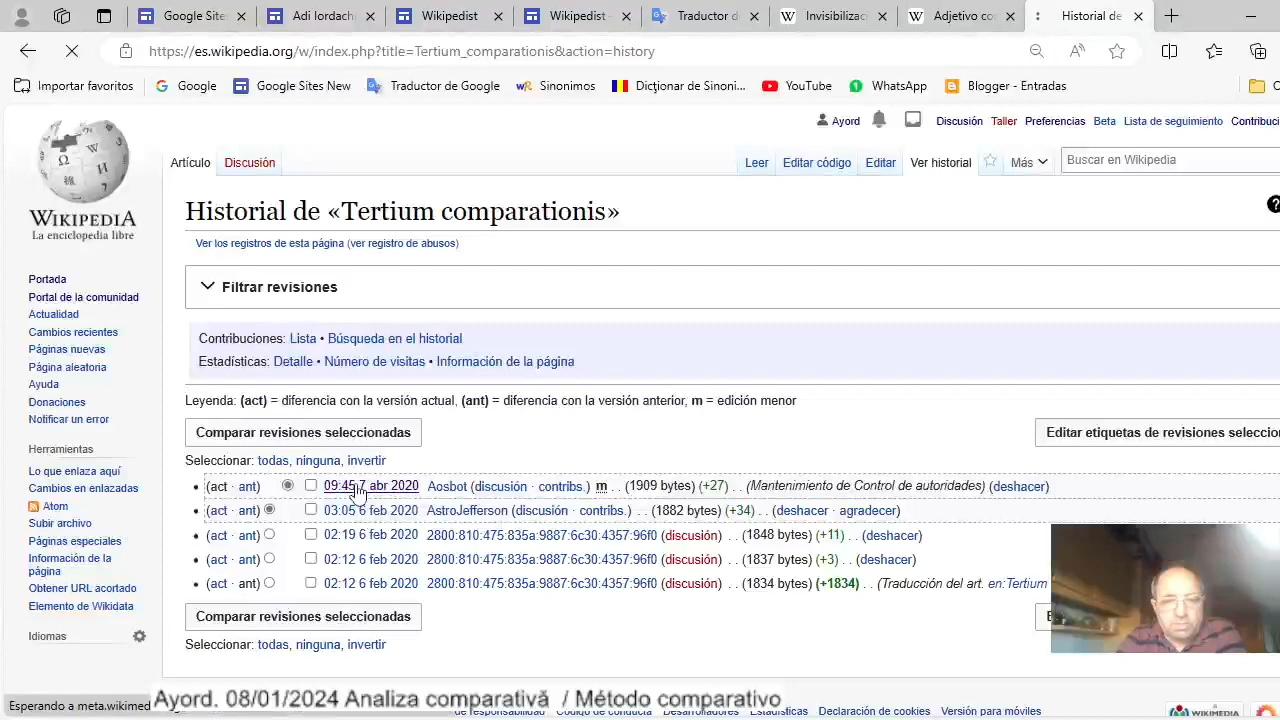 Google Sites
Adi Iordach
Wikipedist
Wikipedist -
Traductor d
Invisibilizac
Adjetivo co
Historial de
https://es.wikipedia.org/w/index.php?title=Tertium_comparationis&action=history
Importar favoritos Google Google Sites New Traductor de Google Sinonimos Dicționar de Sinoni... YouTube WhatsApp Blogger - Entradas
Ayord Discusión Taller Preferencias Beta Lista de seguimiento Contribuci
Artículo Discusión Leer Editar código Editar Ver historial Más Buscar en Wikipedia
WIKIPEDIA
La enciclopedia libre
Historial de «Tertium comparationis»
Ver los registros de esta página (ver registro de abusos)
Filtrar revisiones
Portada
Portal de la comunidad
Actualidad
Cambios recientes
Páginas nuevas
Página aleatoria
Ayuda
Donaciones
Notificar un error
Herramientas
Lo que enlaza aquí
Cambios en enlazadas
Atom
Subir archivo
Páginas especiales
Información de la
página
Obtener URL acortado
Elemento de Wikidata
Idiomas
Contribuciones: Lista • Búsqueda en el historial
Estadísticas: Detalle • Número de visitas • Información de la página
Leyenda: (act) = diferencia con la versión actual, (ant) = diferencia con la versión anterior, m = edición menor
Comparar revisiones seleccionadas Editar etiquetas de revisiones seleccio
Seleccionar: todas, ninguna, invertir
• (act · ant) 09:45 7 abr 2020 Aosbot (discusión · contribs.) m . . (1909 bytes) (+27) . . (Mantenimiento de Control de autoridades) (deshacer)
• (act · ant) 03:05 6 feb 2020 AstroJefferson (discusión · contribs.) . . (1882 bytes) (+34) . . (deshacer · agradecer)
• (act · ant) 02:19 6 feb 2020 2800:810:475:835a:9887:6c30:4357:96f0 (discusión) . . (1848 bytes) (+11) . . (deshacer)
• (act · ant) 02:12 6 feb 2020 2800:810:475:835a:9887:6c30:4357:96f0 (discusión) . . (1837 bytes) (+3) . . (deshacer)
• (act · ant) 02:12 6 feb 2020 2800:810:475:835a:9887:6c30:4357:96f0 (discusión) . . (1834 bytes) (+1834) . . (Traducción del art. en:Tertium
Comparar revisiones seleccionadas
Seleccionar: todas, ninguna, invertir
Esperando a meta.wikimed
Ayord. 08/01/2024 Analiza comparativă / Método comparativo
de responsabilidad Código de conducta Desarrolladores Estadísticas Declaración de cookies Versión para móviles
WIKIMEDIA